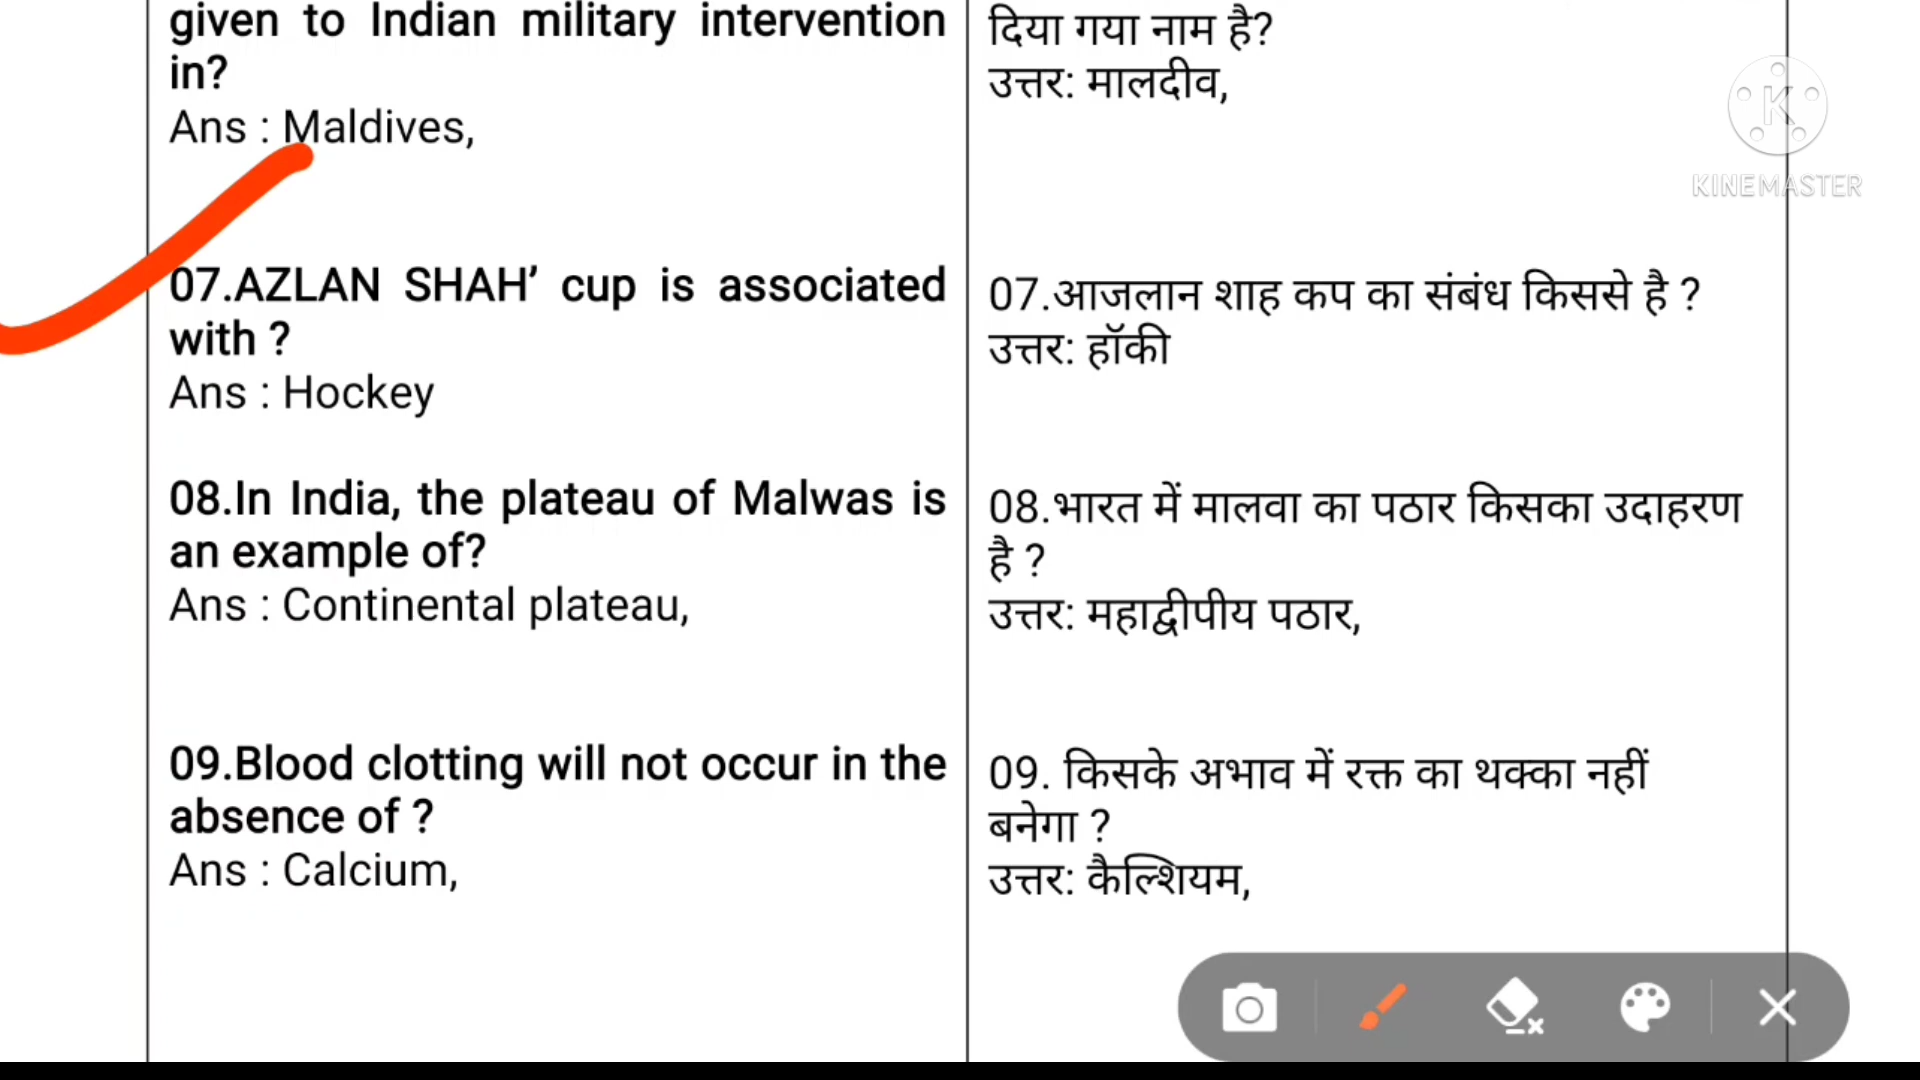 given to Indian military intervention
in?
Ans : Maldives,
07.AZLAN SHAH’ cup is associated
with ?
Ans : Hockey
08.In India, the plateau of Malwas is
an example of?
Ans : Continental plateau,
09.Blood clotting will not occur in the
absence of ?
Ans : Calcium,
दिया गया नाम है?
उत्तर: मालदीव,
07.आजलान शाह कप का संबंध किससे है ?
उत्तर: हॉकी
08.भारत में मालवा का पठार किसका उदाहरण
है ?
उत्तर: महाद्वीपीय पठार,
09. किसके अभाव में रक्त का थक्का नहीं
बनेगा ?
उत्तर: कैल्शियम,
K
KINEMASTER